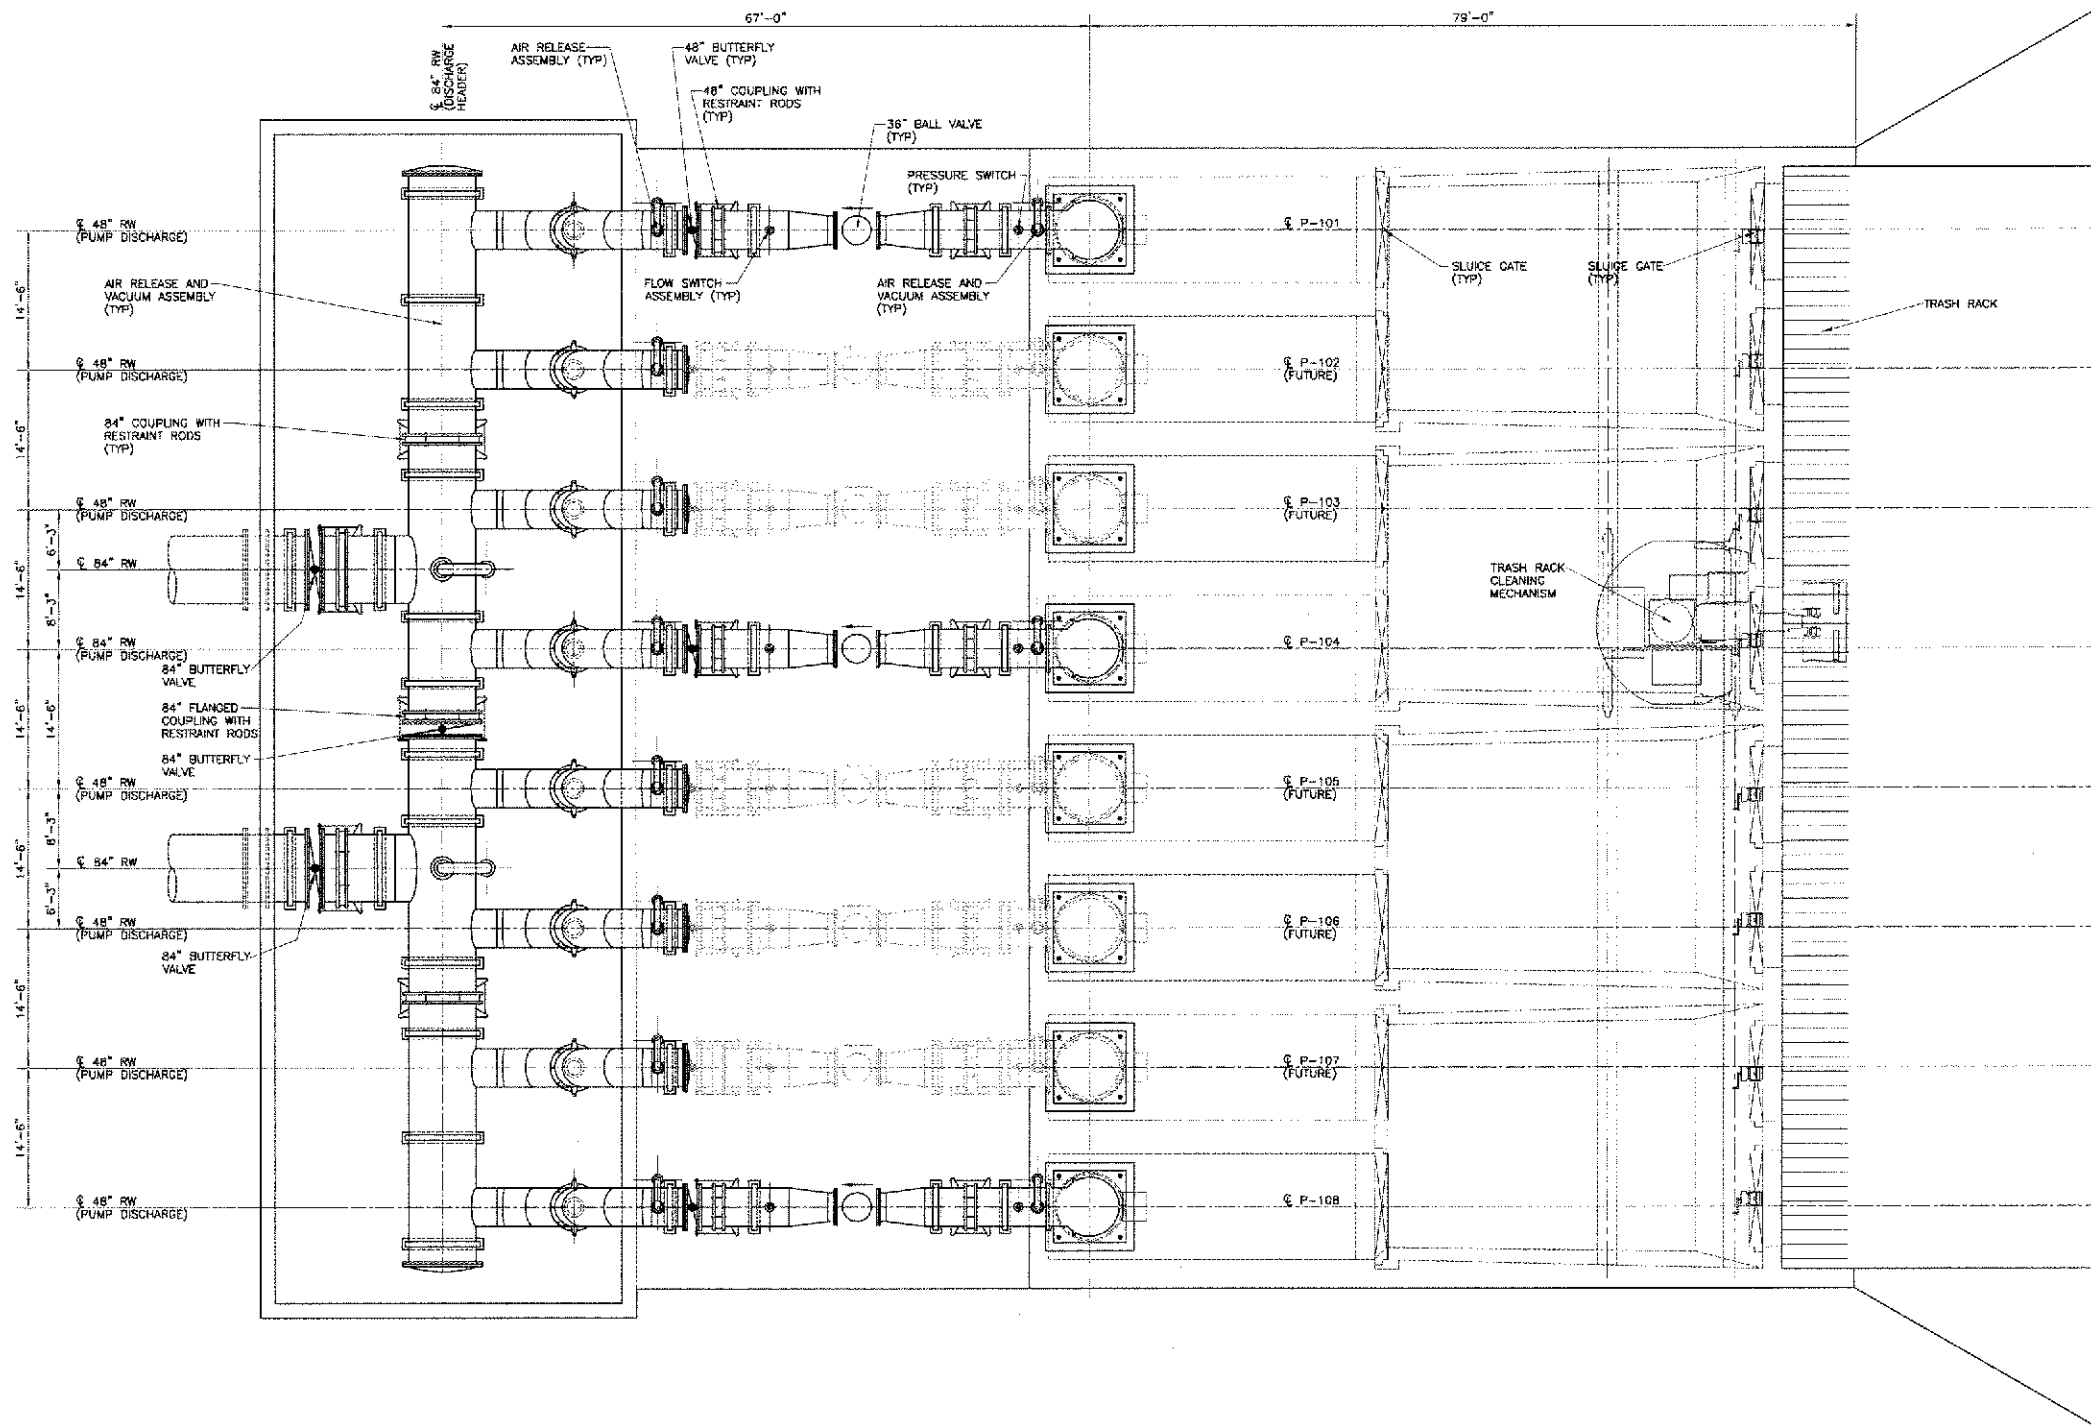 67'-0"
79'-0"
℄ 84" RW
(DISCHARGE
HEADER)
AIR RELEASE
ASSEMBLY (TYP)
48" BUTTERFLY
VALVE (TYP)
48" COUPLING WITH
RESTRAINT RODS
(TYP)
36" BALL VALVE
(TYP)
PRESSURE SWITCH
(TYP)
℄ 48" RW
(PUMP DISCHARGE)
℄ P-101
SLUICE GATE
(TYP)
SLUICE GATE
(TYP)
TRASH RACK
AIR RELEASE AND
VACUUM ASSEMBLY
(TYP)
FLOW SWITCH
ASSEMBLY (TYP)
AIR RELEASE AND
VACUUM ASSEMBLY
(TYP)
14'-6"
℄ 48" RW
(PUMP DISCHARGE)
℄ P-102
(FUTURE)
84" COUPLING WITH
RESTRAINT RODS
(TYP)
14'-6"
℄ 48" RW
(PUMP DISCHARGE)
℄ P-103
(FUTURE)
6'-3"
℄ 84" RW
14'-6"
8'-3"
TRASH RACK
CLEANING
MECHANISM
℄ 84" RW
(PUMP DISCHARGE)
℄ P-104
84" BUTTERFLY
VALVE
84" FLANGED
COUPLING WITH
RESTRAINT RODS
14'-6"
14'-6"
84" BUTTERFLY
VALVE
℄ 48" RW
(PUMP DISCHARGE)
℄ P-105
(FUTURE)
8'-3"
14'-6"
℄ 84" RW
6'-3"
℄ 48" RW
(PUMP DISCHARGE)
℄ P-106
(FUTURE)
84" BUTTERFLY
VALVE
14'-6"
℄ 48" RW
(PUMP DISCHARGE)
℄ P-107
(FUTURE)
14'-6"
℄ 48" RW
(PUMP DISCHARGE)
℄ P-108